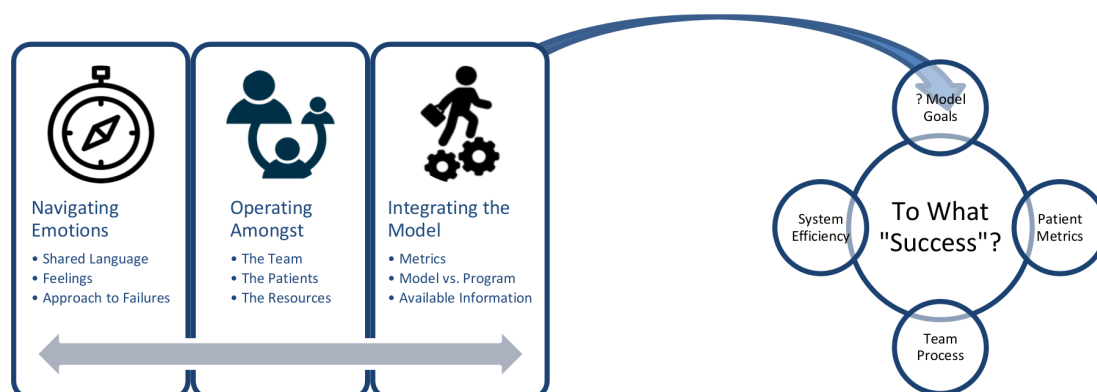 Navigating
Emotions
• Shared Language
• Feelings
• Approach to Failures
Operating
Amongst
• The Team
• The Patients
• The Resources
Integrating the
Model
• Metrics
• Model vs. Program
• Available Information
? Model
Goals
System
Efficiency
To What
"Success"?
Patient
Metrics
Team
Process